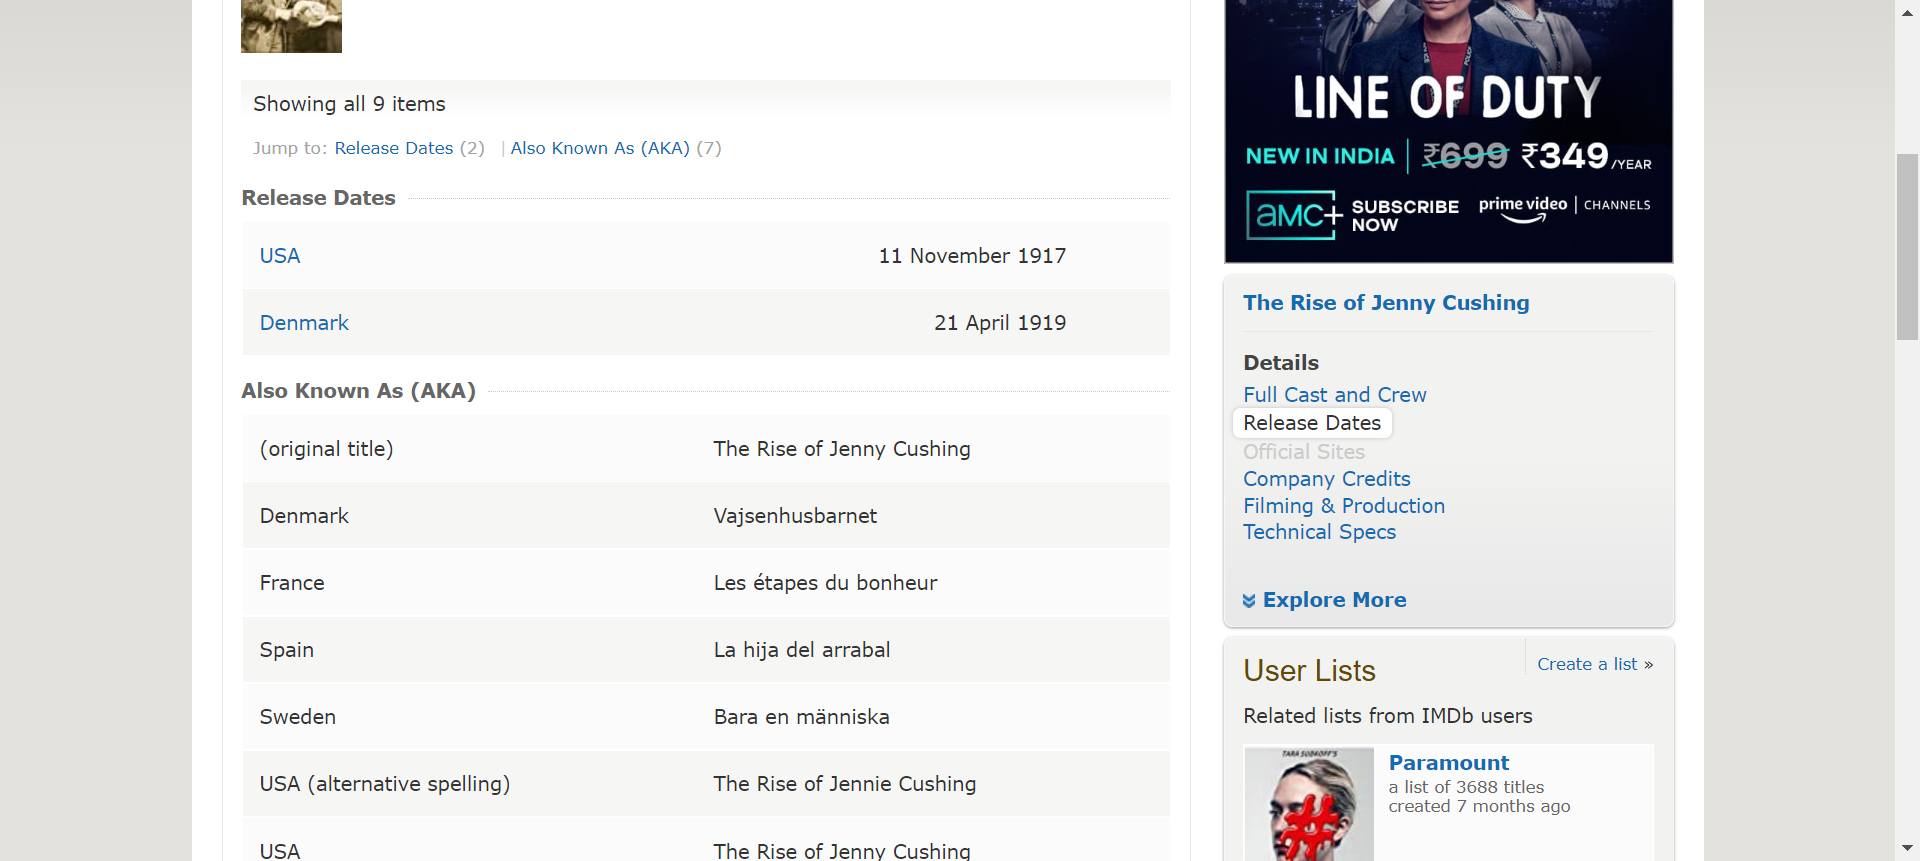 Showing all 9 items
Jump to: Release Dates (2) | Also Known As (AKA) (7)
Release Dates
USA 11 November 1917
Denmark 21 April 1919
Also Known As (AKA)
(original title) The Rise of Jenny Cushing
Denmark Vajsenhusbarnet
France Les étapes du bonheur
Spain La hija del arrabal
Sweden Bara en människa
USA (alternative spelling) The Rise of Jennie Cushing
USA The Rise of Jenny Cushing
LINE OF DUTY
NEW IN INDIA | ₹699 ₹349/YEAR
aMC+ SUBSCRIBE NOW prime video | CHANNELS
The Rise of Jenny Cushing
Details
Full Cast and Crew
Release Dates
Official Sites
Company Credits
Filming & Production
Technical Specs
Explore More
User Lists
Create a list »
Related lists from IMDb users
TARA SUBKOFF'S
#
Paramount
a list of 3688 titles
created 7 months ago